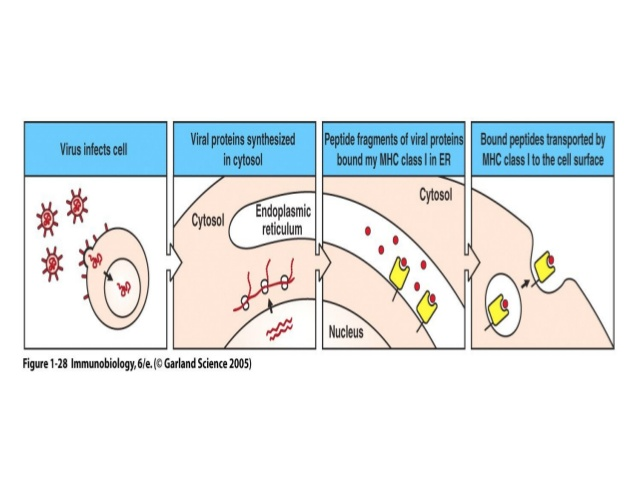 Virus infects cell
Viral proteins synthesized
in cytosol
Peptide fragments of viral proteins
bound my MHC class I in ER
Bound peptides transported by
MHC class I to the cell surface
Cytosol
Endoplasmic
reticulum
Cytosol
Nucleus
Figure 1-28 Immunobiology, 6/e. (© Garland Science 2005)